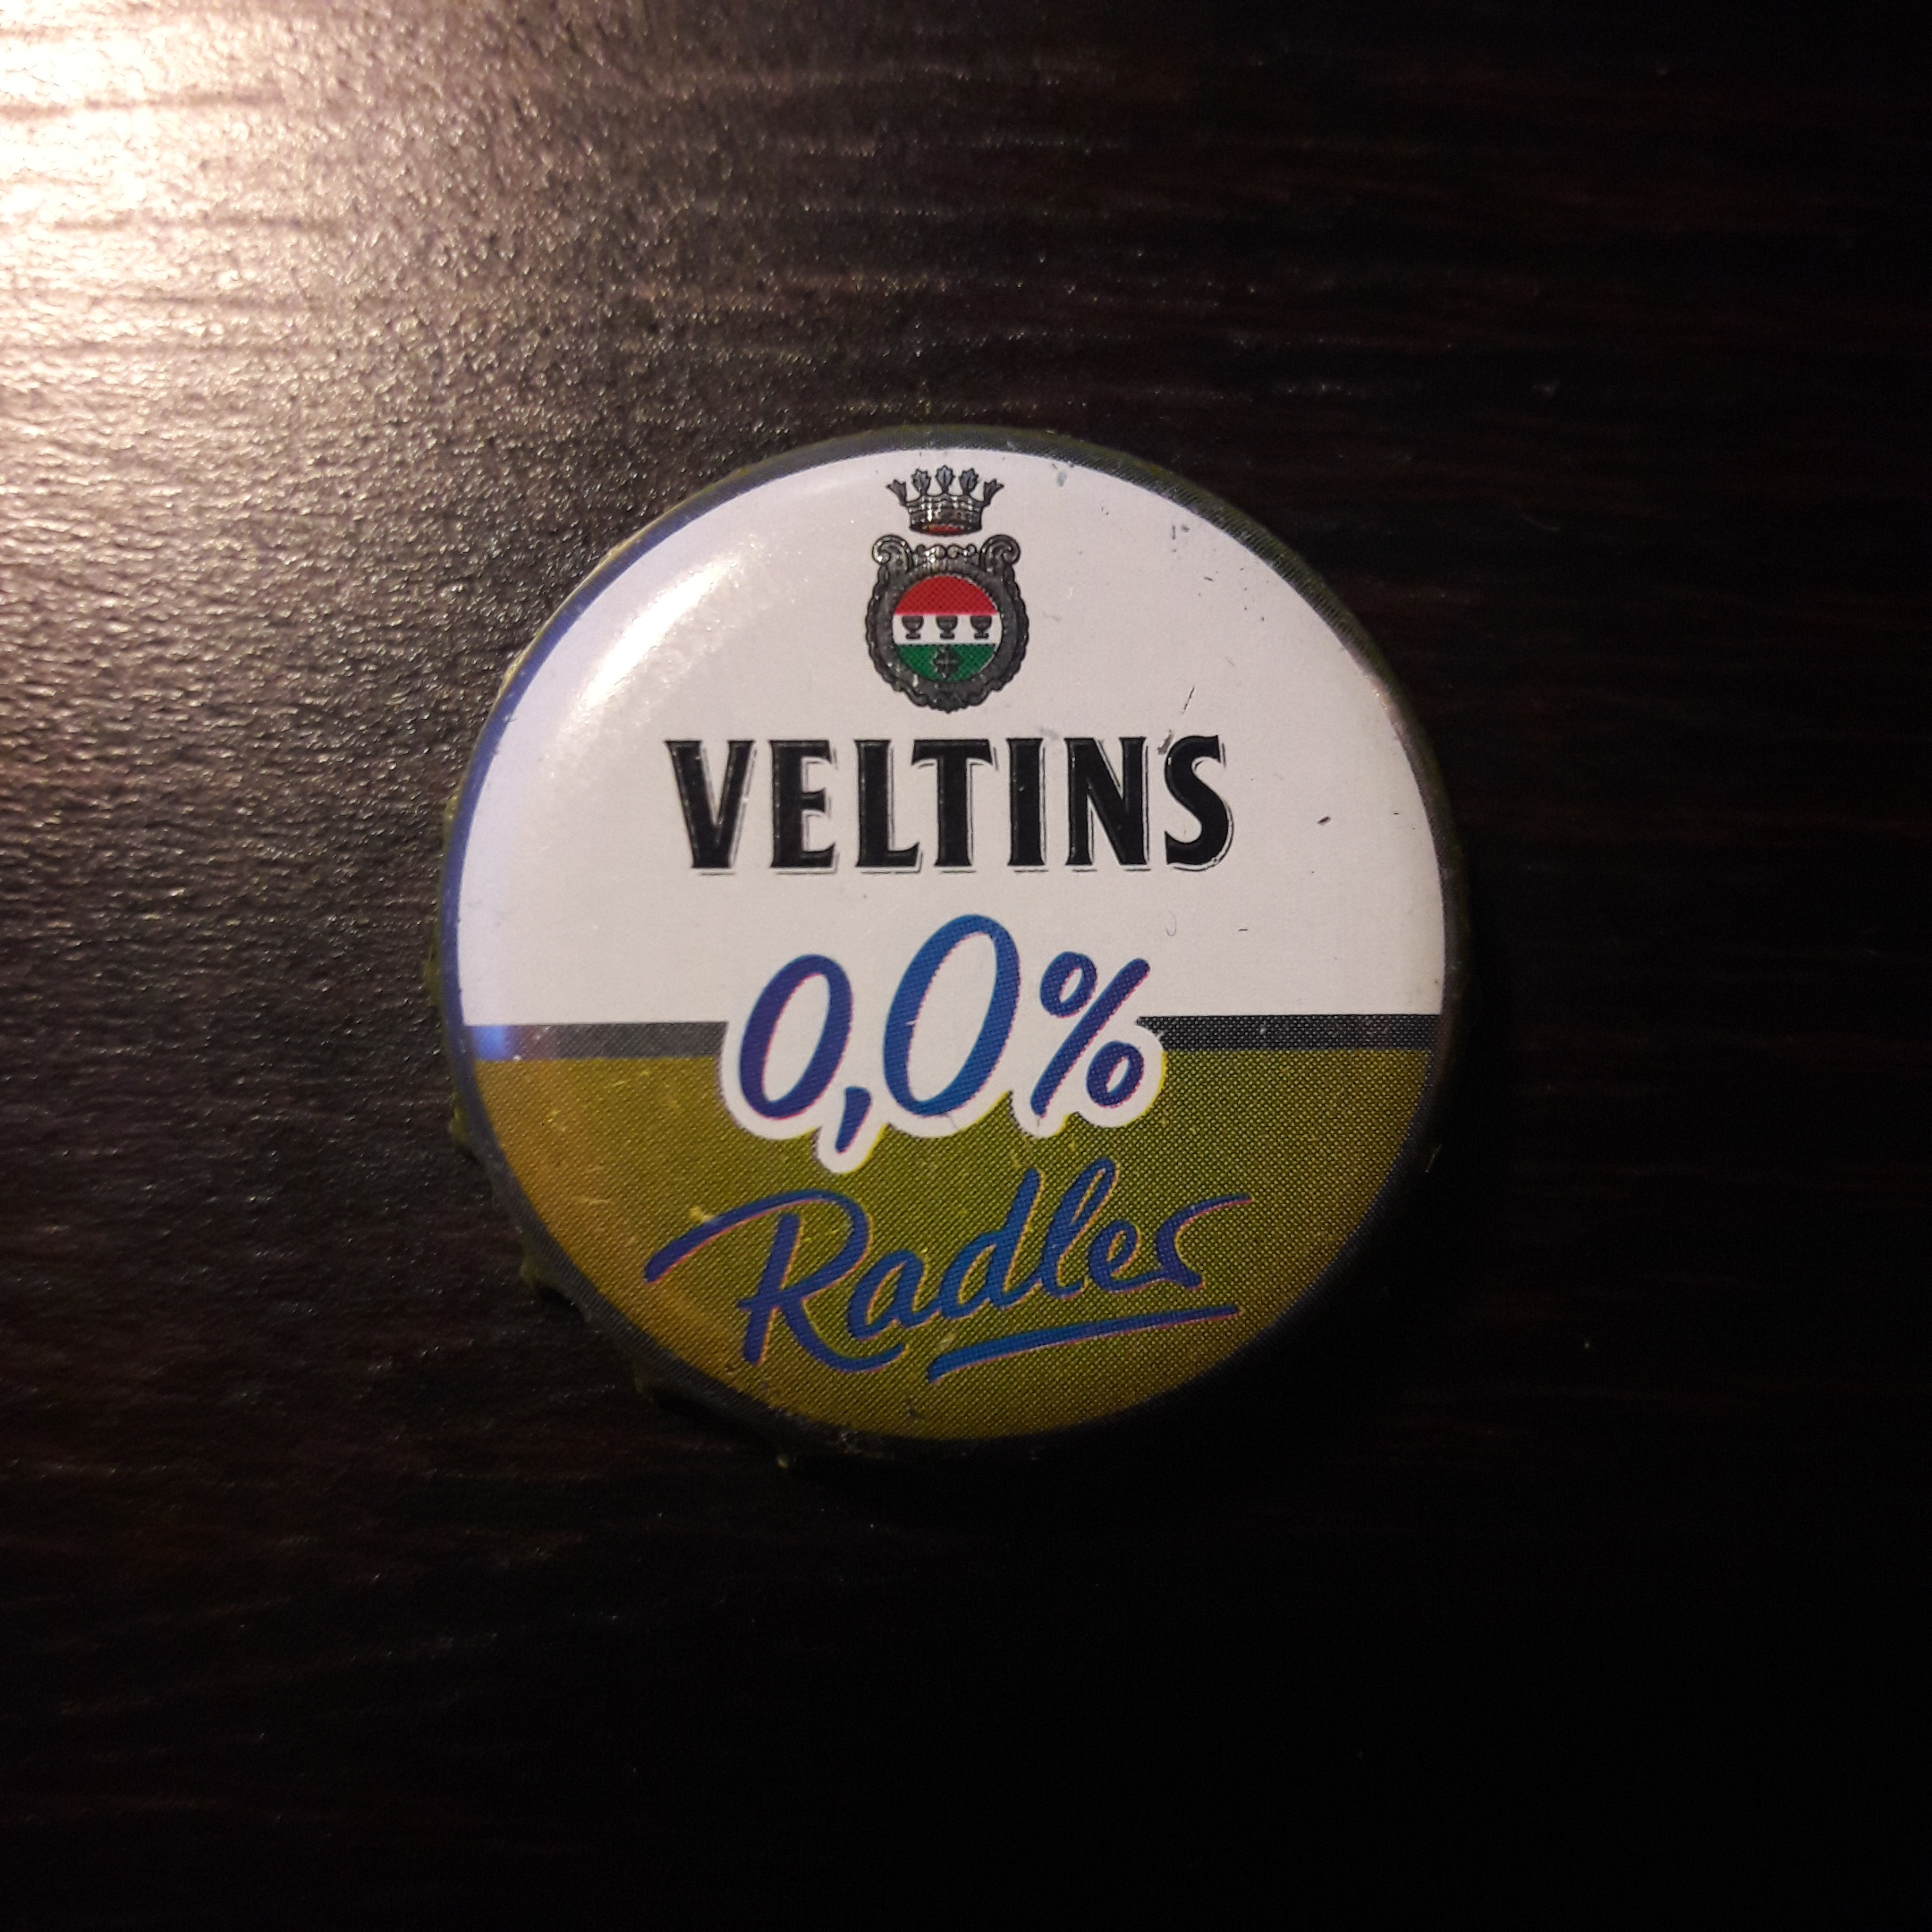 VELTINS
0,0%
Radler